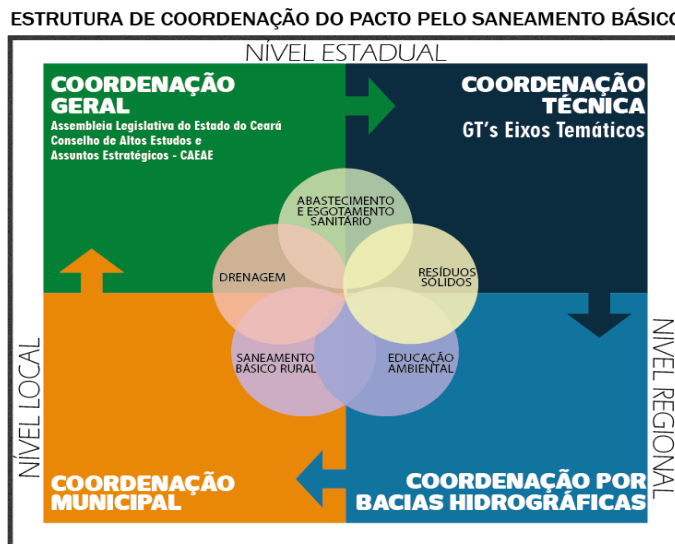 ESTRUTURA DE COORDENAÇÃO DO PACTO PELO SANEAMENTO BÁSICO
NÍVEL ESTADUAL
COORDENAÇÃO
GERAL
Assembleia Legislativa do Estado do Ceará
Conselho de Altos Estudos e
Assuntos Estratégicos - CAEAE
COORDENAÇÃO
TÉCNICA
GT's Eixos Temáticos
ABASTECIMENTO
E ESGOTAMENTO
SANITÁRIO
DRENAGEM
RESÍDUOS
SÓLIDOS
SANEAMENTO
BÁSICO RURAL
EDUCAÇÃO
AMBIENTAL
NÍVEL LOCAL
NÍVEL REGIONAL
COORDENAÇÃO
MUNICIPAL
COORDENAÇÃO POR
BACIAS HIDROGRÁFICAS